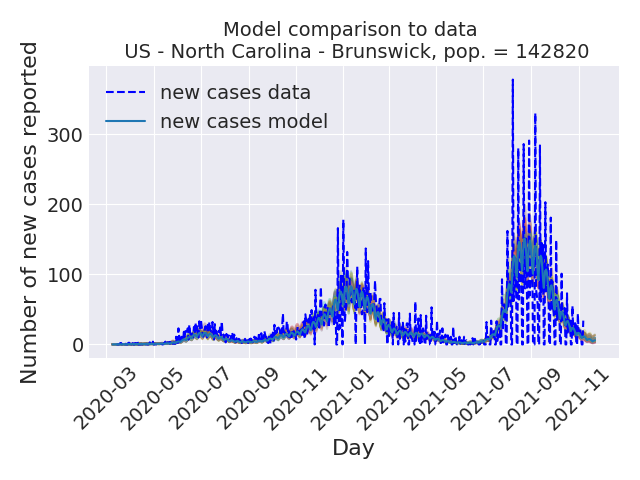 Model comparison to data
US - North Carolina - Brunswick, pop. = 142820
Number of new cases reported
new cases data
new cases model
300
200
100
0
2020-03
2020-05
2020-07
2020-09
2020-11
2021-01
2021-03
2021-05
2021-07
2021-09
2021-11
Day